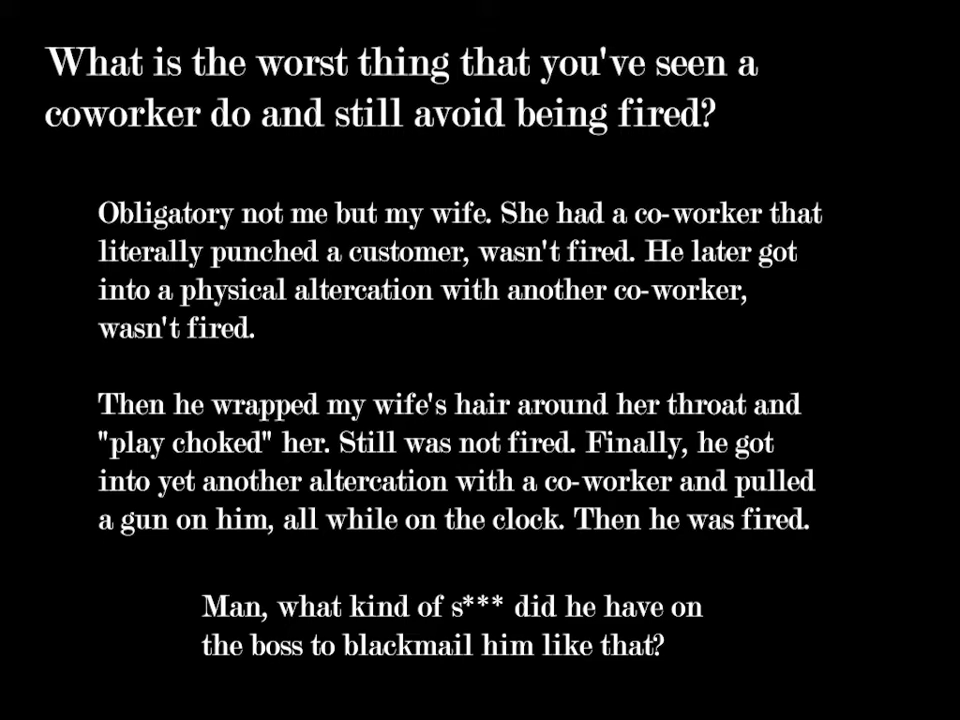 What is the worst thing that you've seen a
coworker do and still avoid being fired?
Obligatory not me but my wife. She had a co-worker that
literally punched a customer, wasn't fired. He later got
into a physical altercation with another co-worker,
wasn't fired.
Then he wrapped my wife's hair around her throat and
"play choked" her. Still was not fired. Finally, he got
into yet another altercation with a co-worker and pulled
a gun on him, all while on the clock. Then he was fired.
Man, what kind of s*** did he have on
the boss to blackmail him like that?